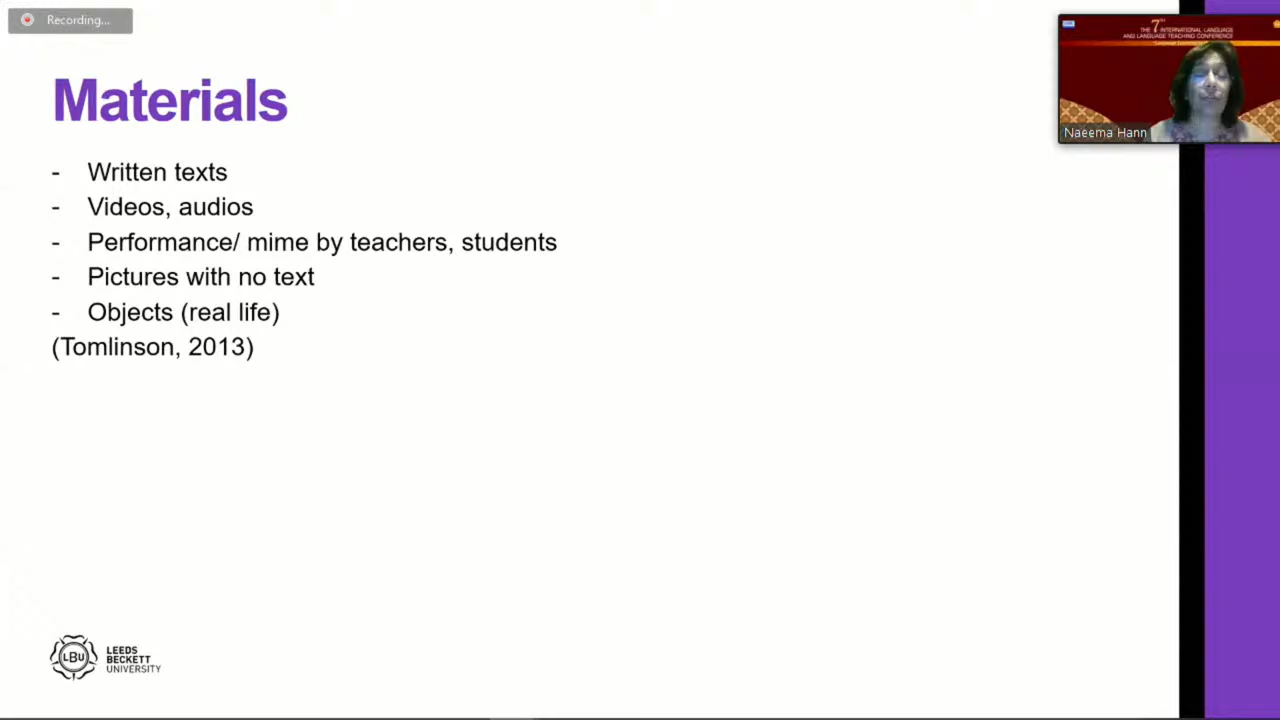 Recording...
THE 7TH INTERNATIONAL LANGUAGE
AND LANGUAGE TEACHING CONFERENCE
Naeema Hann
Materials
- Written texts
- Videos, audios
- Performance/ mime by teachers, students
- Pictures with no text
- Objects (real life)
(Tomlinson, 2013)
LBU
LEEDS
BECKETT
UNIVERSITY